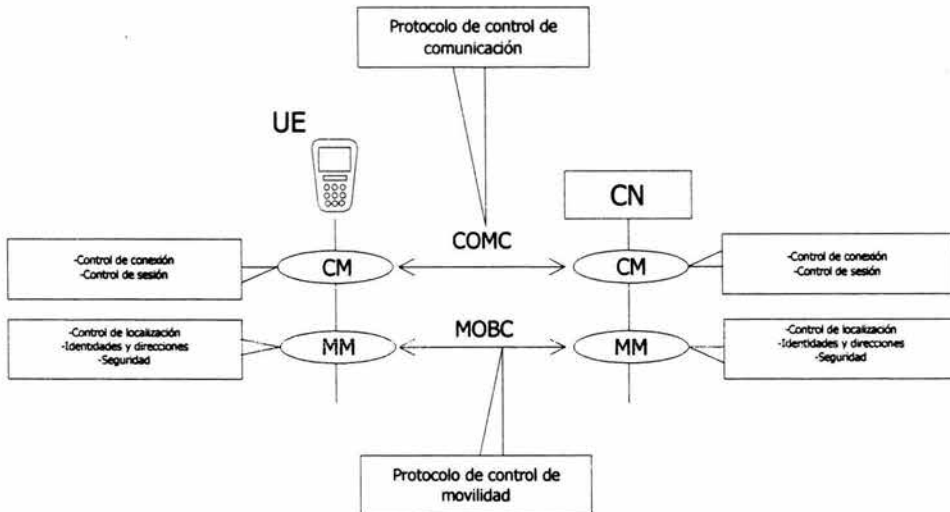 Protocolo de control de
comunicación
UE
CN
COMC
-Control de conexión
-Control de sesión
CM
CM
-Control de conexión
-Control de sesión
-Control de localización
-Identidades y direcciones
-Seguridad
MM
MOBC
MM
-Control de localización
-Identidades y direcciones
-Seguridad
Protocolo de control de
movilidad